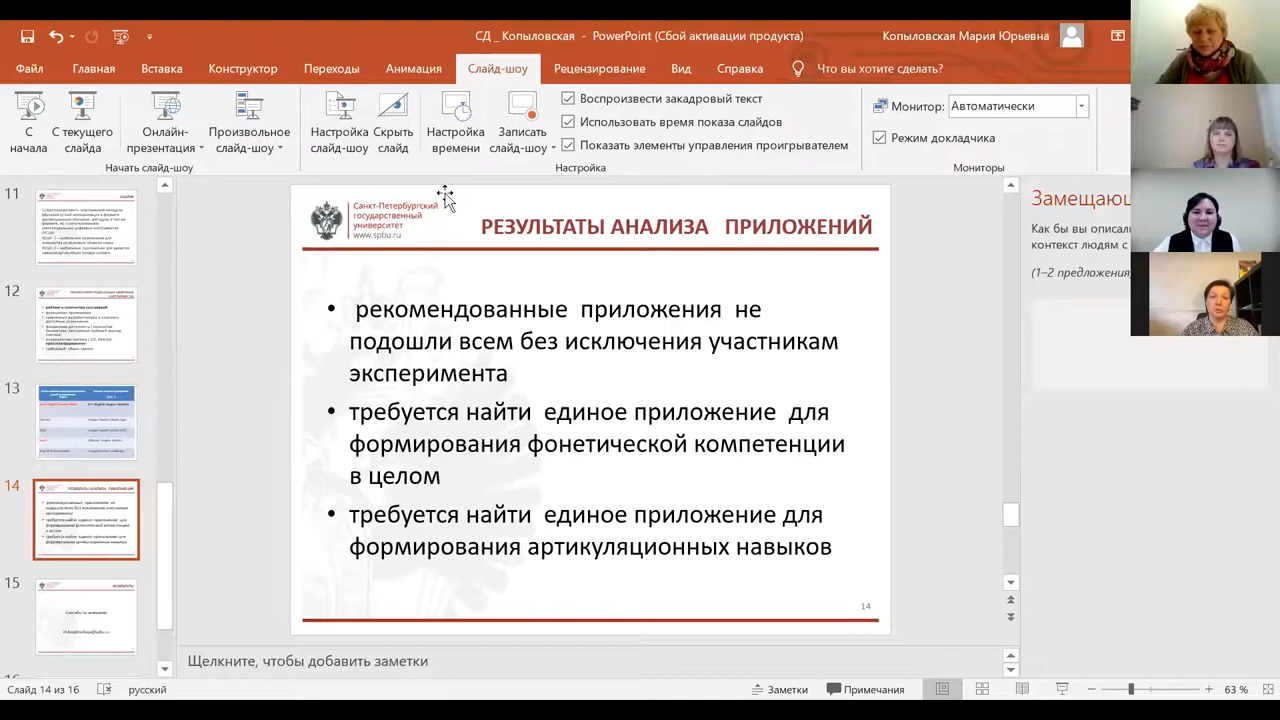 СД _ Копыловская - PowerPoint (Сбой активации продукта)
Копыловская Мария Юрьевна
Файл Главная Вставка Конструктор Переходы Анимация Слайд-шоу Рецензирование Вид Справка Что вы хотите сделать?
С начала
С текущего слайда
Онлайн-презентация
Произвольное слайд-шоу
Начать слайд-шоу
Настройка слайд-шоу
Скрыть слайд
Настройка времени
Записать слайд-шоу
Воспроизвести закадровый текст
Использовать время показа слайдов
Показать элементы управления проигрывателем
Настройка
Монитор: Автоматически
Режим докладчика
Мониторы
11
12
13
14
15
Спасибо за внимание
Санкт-Петербургский
государственный
университет
www.spbu.ru
РЕЗУЛЬТАТЫ АНАЛИЗА ПРИЛОЖЕНИЙ
• рекомендованные приложения не
подошли всем без исключения участникам
эксперимента
• требуется найти единое приложение для
формирования фонетической компетенции
в целом
• требуется найти единое приложение для
формирования артикуляционных навыков
14
Замещающ
Как бы вы описали
контекст людям с
(1–2 предложения
Щелкните, чтобы добавить заметки
Слайд 14 из 16 русский Заметки Примечания 63 %